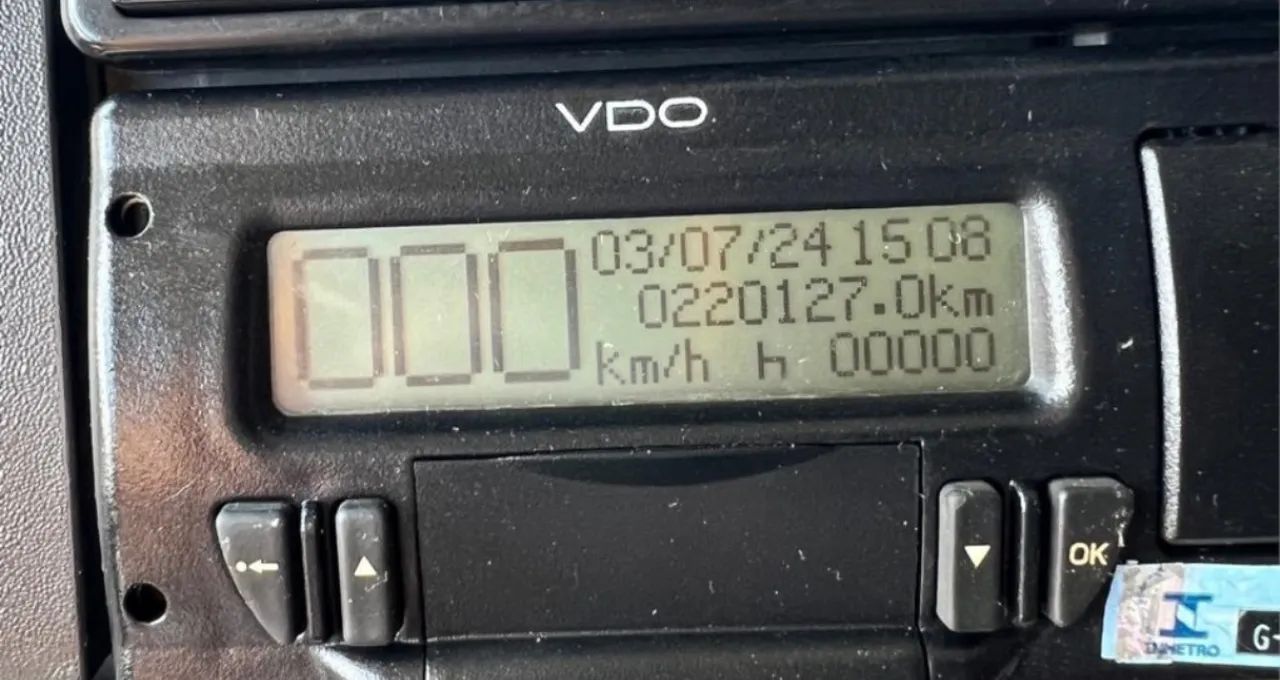 VDO
000 03/07/24 15 08
0220127.0km
km/h h 00000
OK
INMETRO
G-